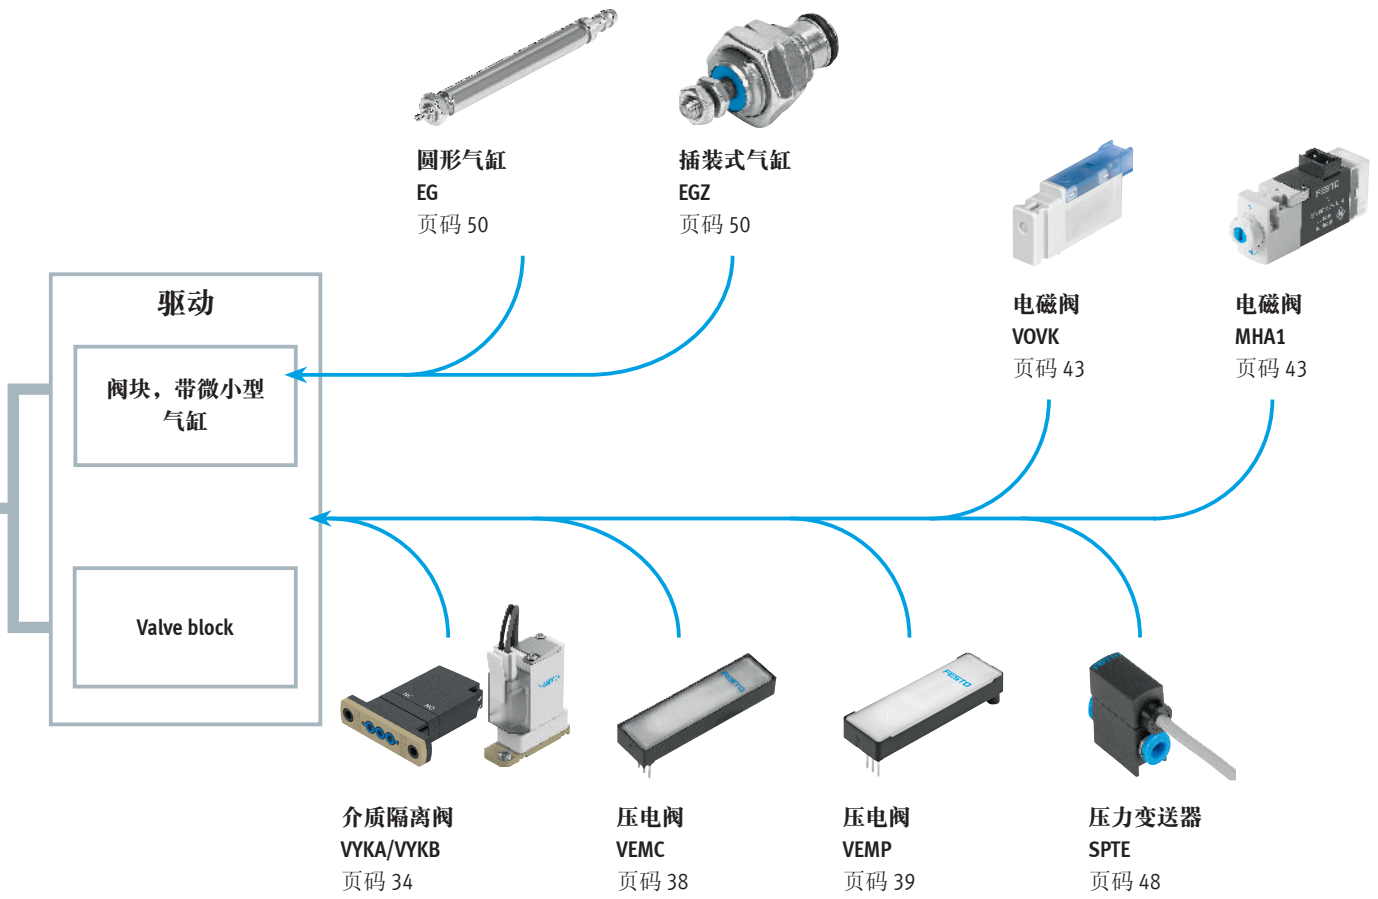 圆形气缸
EG
页码 50
插装式气缸
EGZ
页码 50
电磁阀
VOVK
页码 43
FESTO
电磁阀
MHA1
页码 43
驱动
阀块，带微小型
气缸
Valve block
NO
介质隔离阀
VYKA/VYKB
页码 34
FESTO
压电阀
VEMC
页码 38
FESTO
压电阀
VEMP
页码 39
压力变送器
SPTE
页码 48